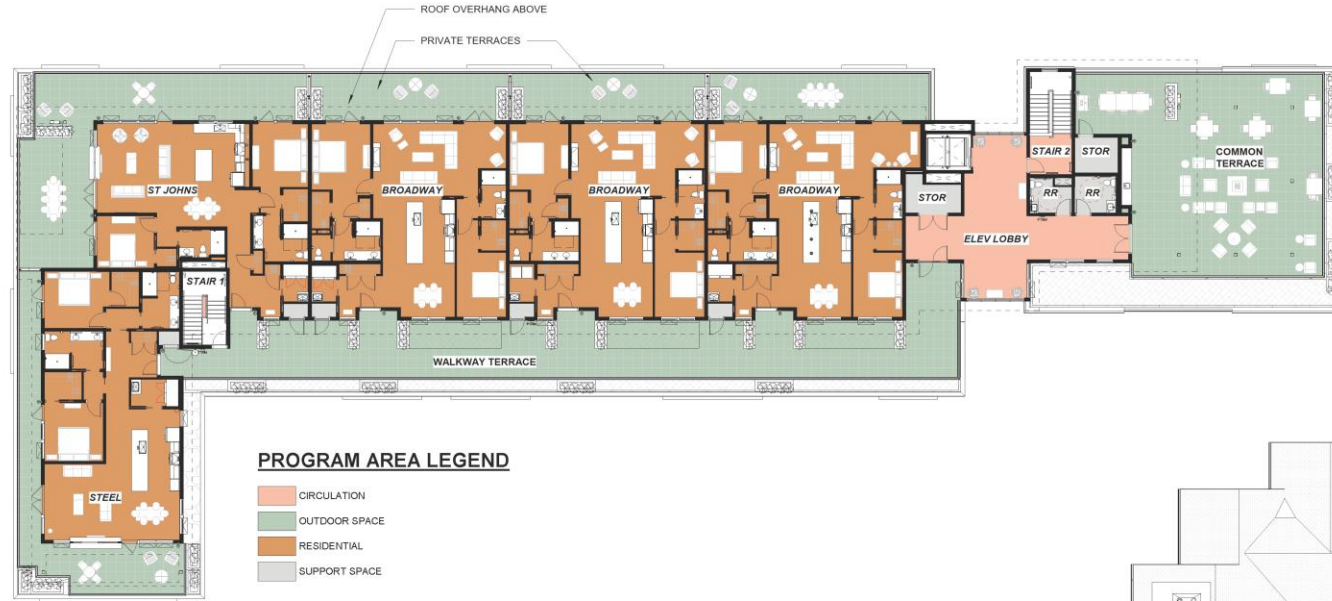 ROOF OVERHANG ABOVE
PRIVATE TERRACES
STAIR 2
STOR
COMMON
TERRACE
ST JOHNS
BROADWAY
BROADWAY
BROADWAY
STOR
RR
RR
ELEV LOBBY
STAIR 1
WALKWAY TERRACE
STEEL
PROGRAM AREA LEGEND
CIRCULATION
OUTDOOR SPACE
RESIDENTIAL
SUPPORT SPACE